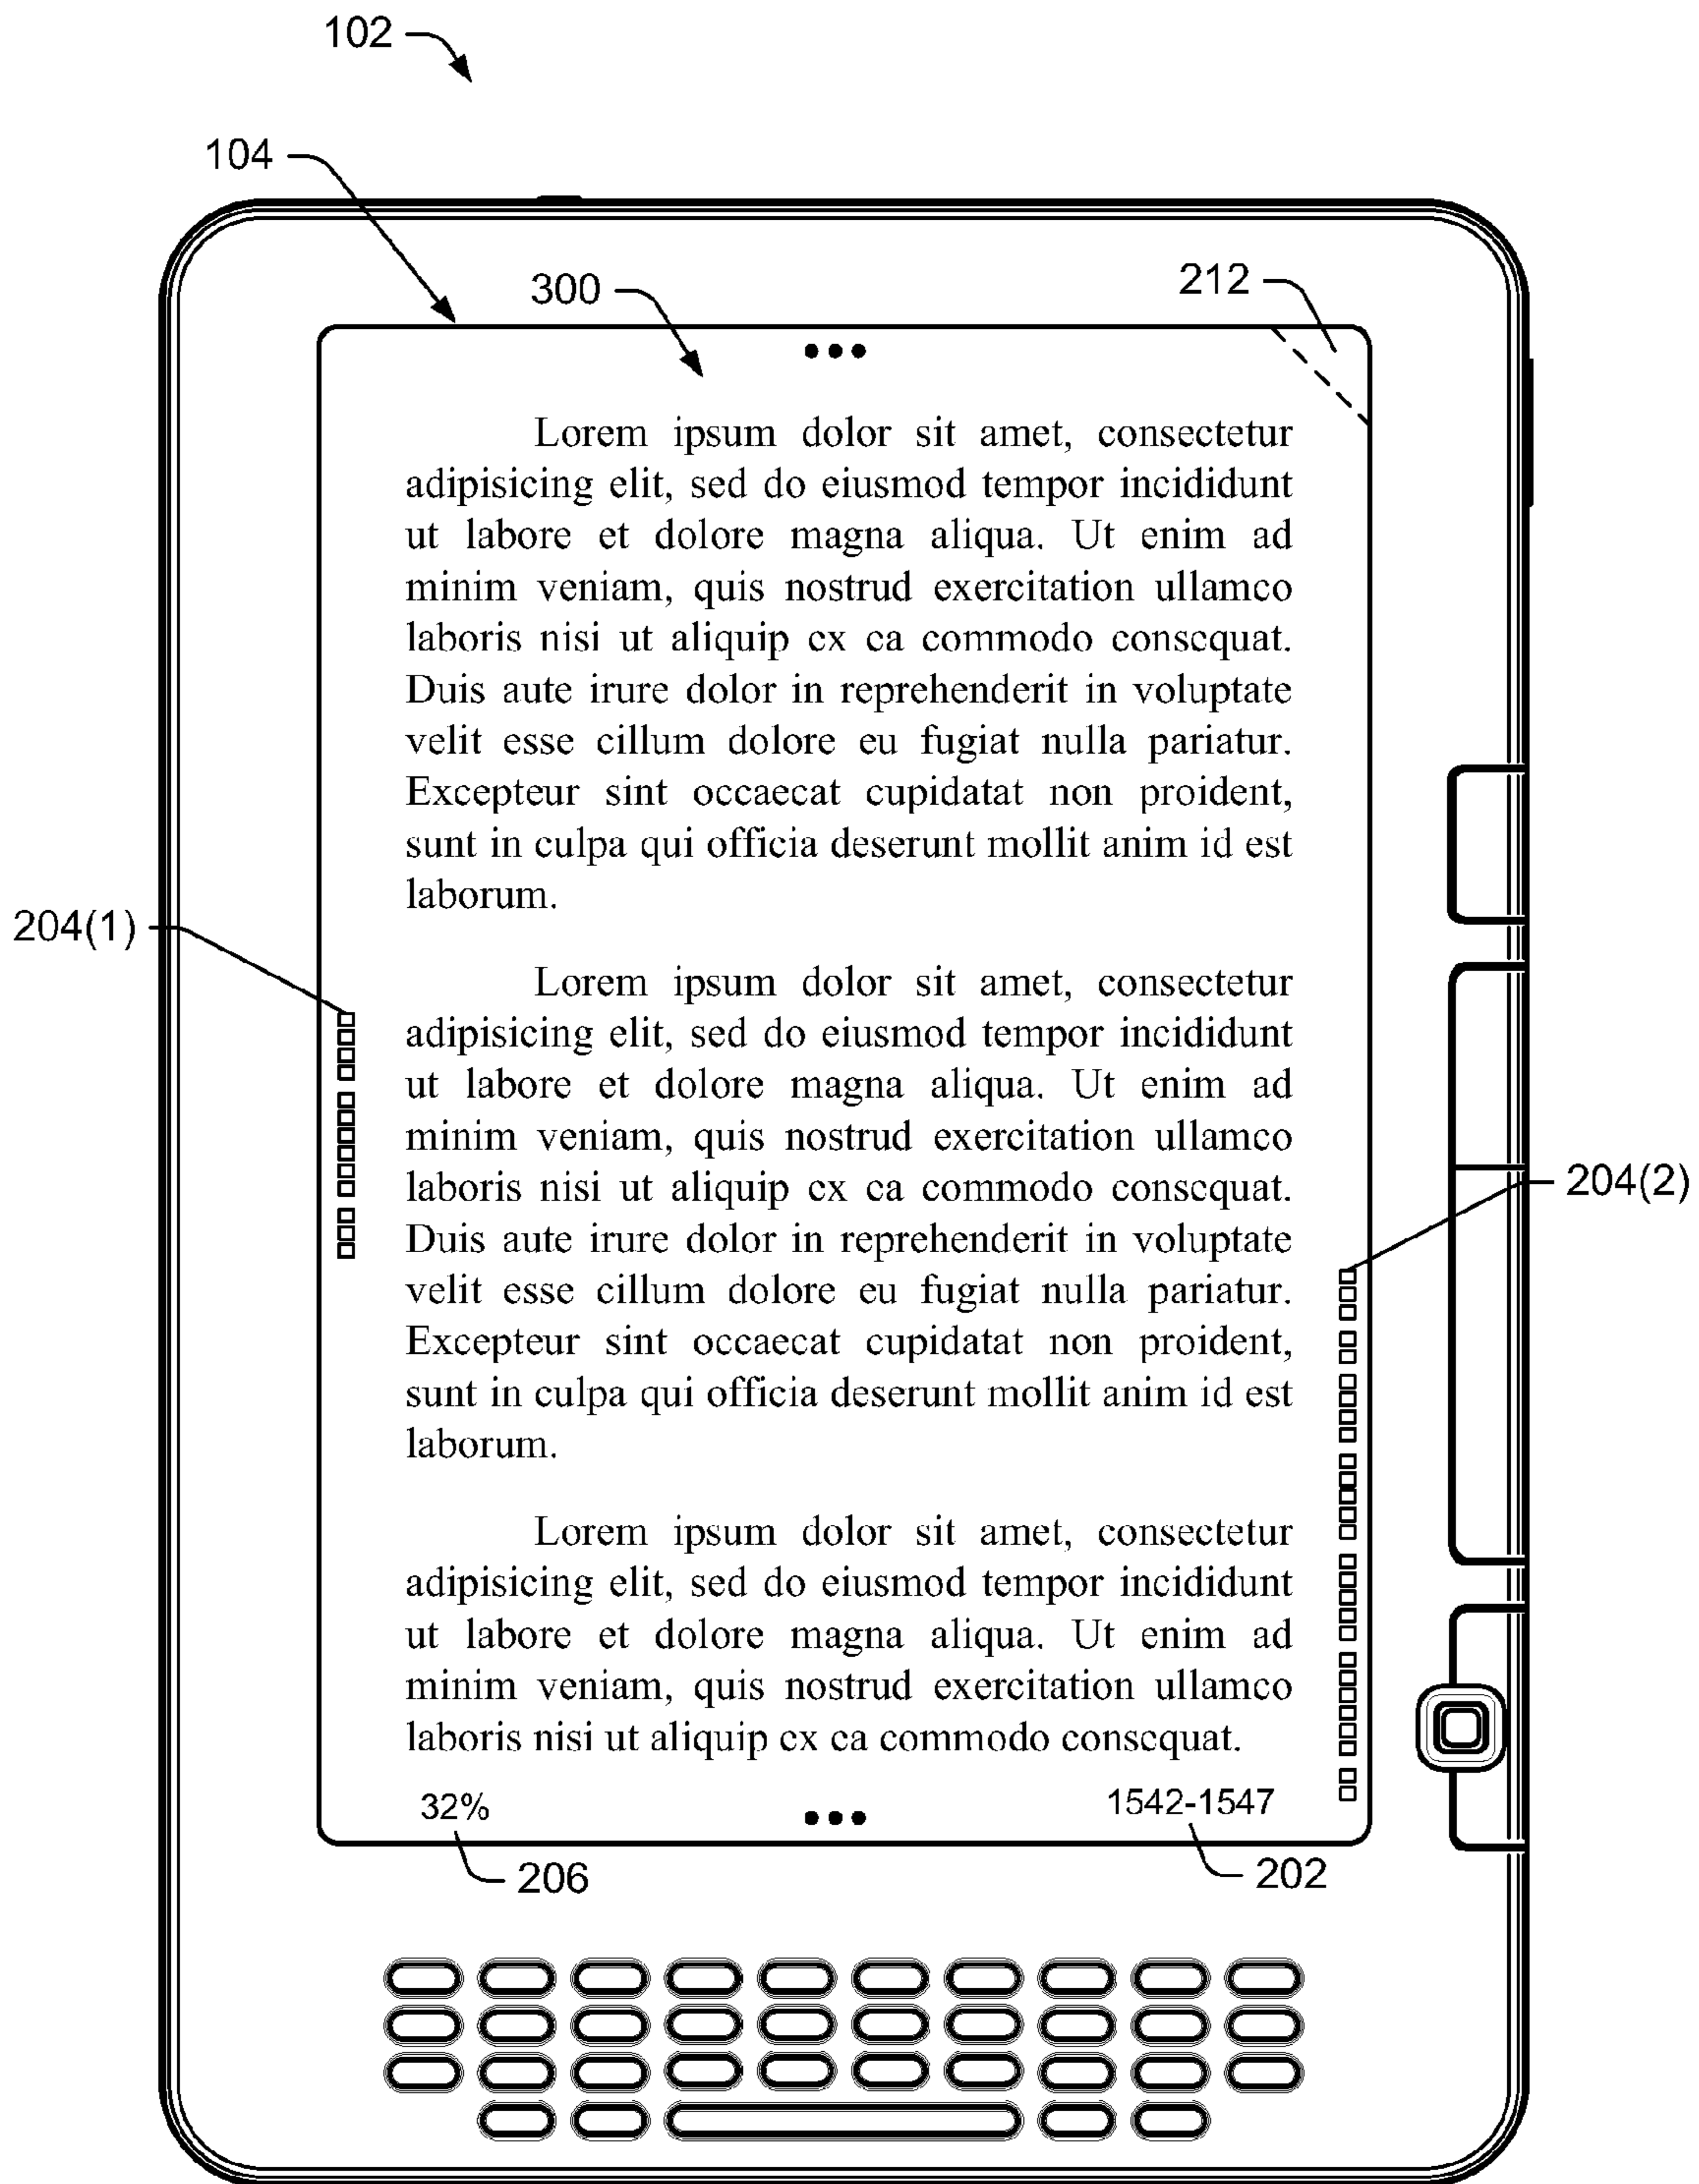 102
104
300
212
Lorem ipsum dolor sit amet, consectetur
adipisicing elit, sed do eiusmod tempor incididunt
ut labore et dolore magna aliqua. Ut enim ad
minim veniam, quis nostrud exercitation ullamco
laboris nisi ut aliquip ex ea commodo consequat.
Duis aute irure dolor in reprehenderit in voluptate
velit esse cillum dolore eu fugiat nulla pariatur.
Excepteur sint occaecat cupidatat non proident,
sunt in culpa qui officia deserunt mollit anim id est
laborum.
204(1)
Lorem ipsum dolor sit amet, consectetur
adipisicing elit, sed do eiusmod tempor incididunt
ut labore et dolore magna aliqua. Ut enim ad
minim veniam, quis nostrud exercitation ullamco
laboris nisi ut aliquip ex ea commodo consequat.
204(2)
Duis aute irure dolor in reprehenderit in voluptate
velit esse cillum dolore eu fugiat nulla pariatur.
Excepteur sint occaecat cupidatat non proident,
sunt in culpa qui officia deserunt mollit anim id est
laborum.
Lorem ipsum dolor sit amet, consectetur
adipisicing elit, sed do eiusmod tempor incididunt
ut labore et dolore magna aliqua. Ut enim ad
minim veniam, quis nostrud exercitation ullamco
laboris nisi ut aliquip ex ea commodo consequat.
32%
1542-1547
206
202